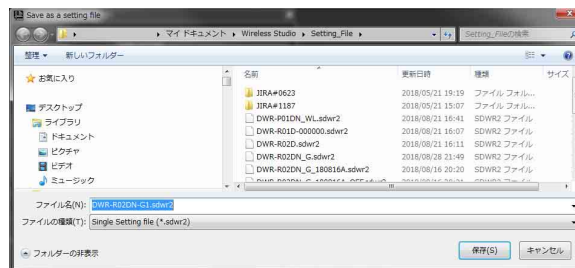 Save as a setting file
マイ ドキュメント ▸ Wireless Studio ▸ Setting_File ▸
Setting_Fileの検索
整理 ▼ 新しいフォルダー
お気に入り
デスクトップ
ライブラリ
ドキュメント
ピクチャ
ビデオ
ミュージック
名前 更新日時 種類 サイズ
JIRA#0623 2018/05/21 19:19 ファイル フォル...
JIRA#1187 2018/05/21 15:07 ファイル フォル...
DWR-P01DN_WL.sdwr2 2018/08/21 16:41 SDWR2 ファイル
DWR-R01D-000000.sdwr2 2018/08/21 16:07 SDWR2 ファイル
DWR-R02D.sdwr2 2018/08/21 16:11 SDWR2 ファイル
DWR-R02DN_G.sdwr2 2018/08/28 21:49 SDWR2 ファイル
DWR-R02DN_G_180816A.sdwr2 2018/08/16 20:20 SDWR2 ファイル
ファイル名(N): DWR-R02DN-G1.sdwr2
ファイルの種類(T): Single Setting file (*.sdwr2)
フォルダーの非表示
保存(S) キャンセル